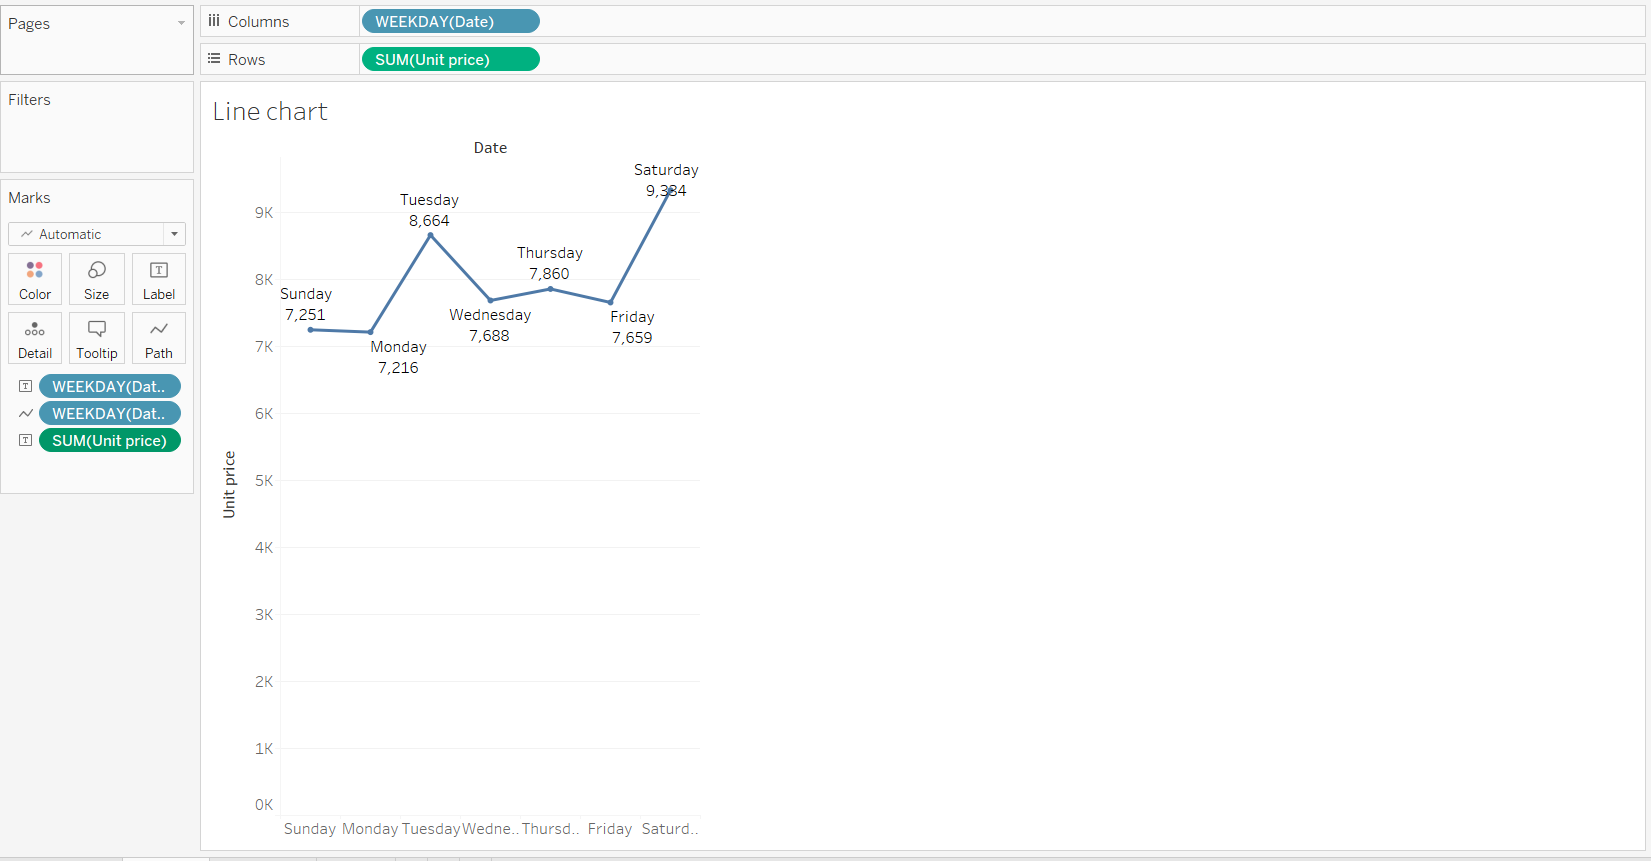 Pages
Columns
WEEKDAY(Date)
Rows
SUM(Unit price)
Filters
Marks
Automatic
Color
Size
Label
Detail
Tooltip
Path
WEEKDAY(Dat..
WEEKDAY(Dat..
SUM(Unit price)
Line chart
Date
Saturday
9,384
Tuesday
8,664
Thursday
7,860
Sunday
7,251
Wednesday
7,688
Friday
7,659
Monday
7,216
Unit price
9K
8K
7K
6K
5K
4K
3K
2K
1K
0K
Sunday Monday Tuesday Wedne.. Thursd.. Friday Saturd..